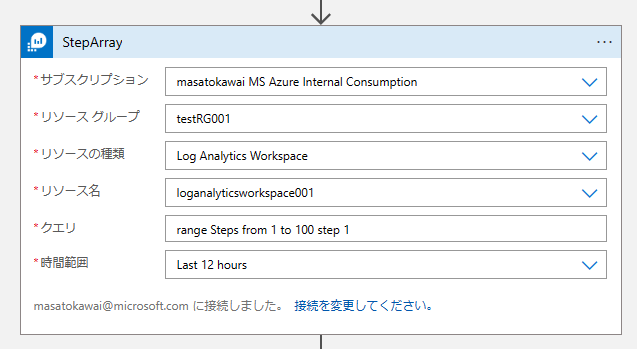 StepArray
...
*サブスクリプション masatokawai MS Azure Internal Consumption
*リソース グループ testRG001
*リソースの種類 Log Analytics Workspace
*リソース名 loganalyticsworkspace001
*クエリ range Steps from 1 to 100 step 1
*時間範囲 Last 12 hours
masatokawai@microsoft.com に接続しました。 接続を変更してください。